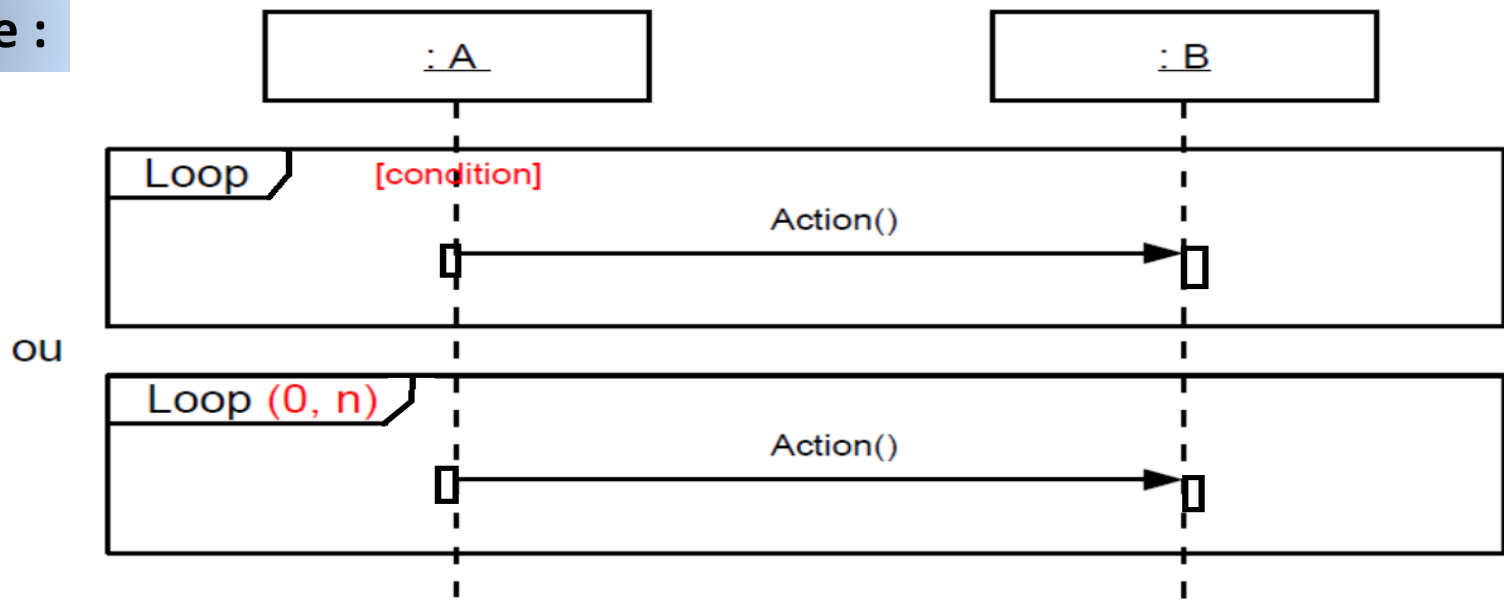 e :
: A
: B
Loop
[condition]
Action()
ou
Loop (0, n)
Action()